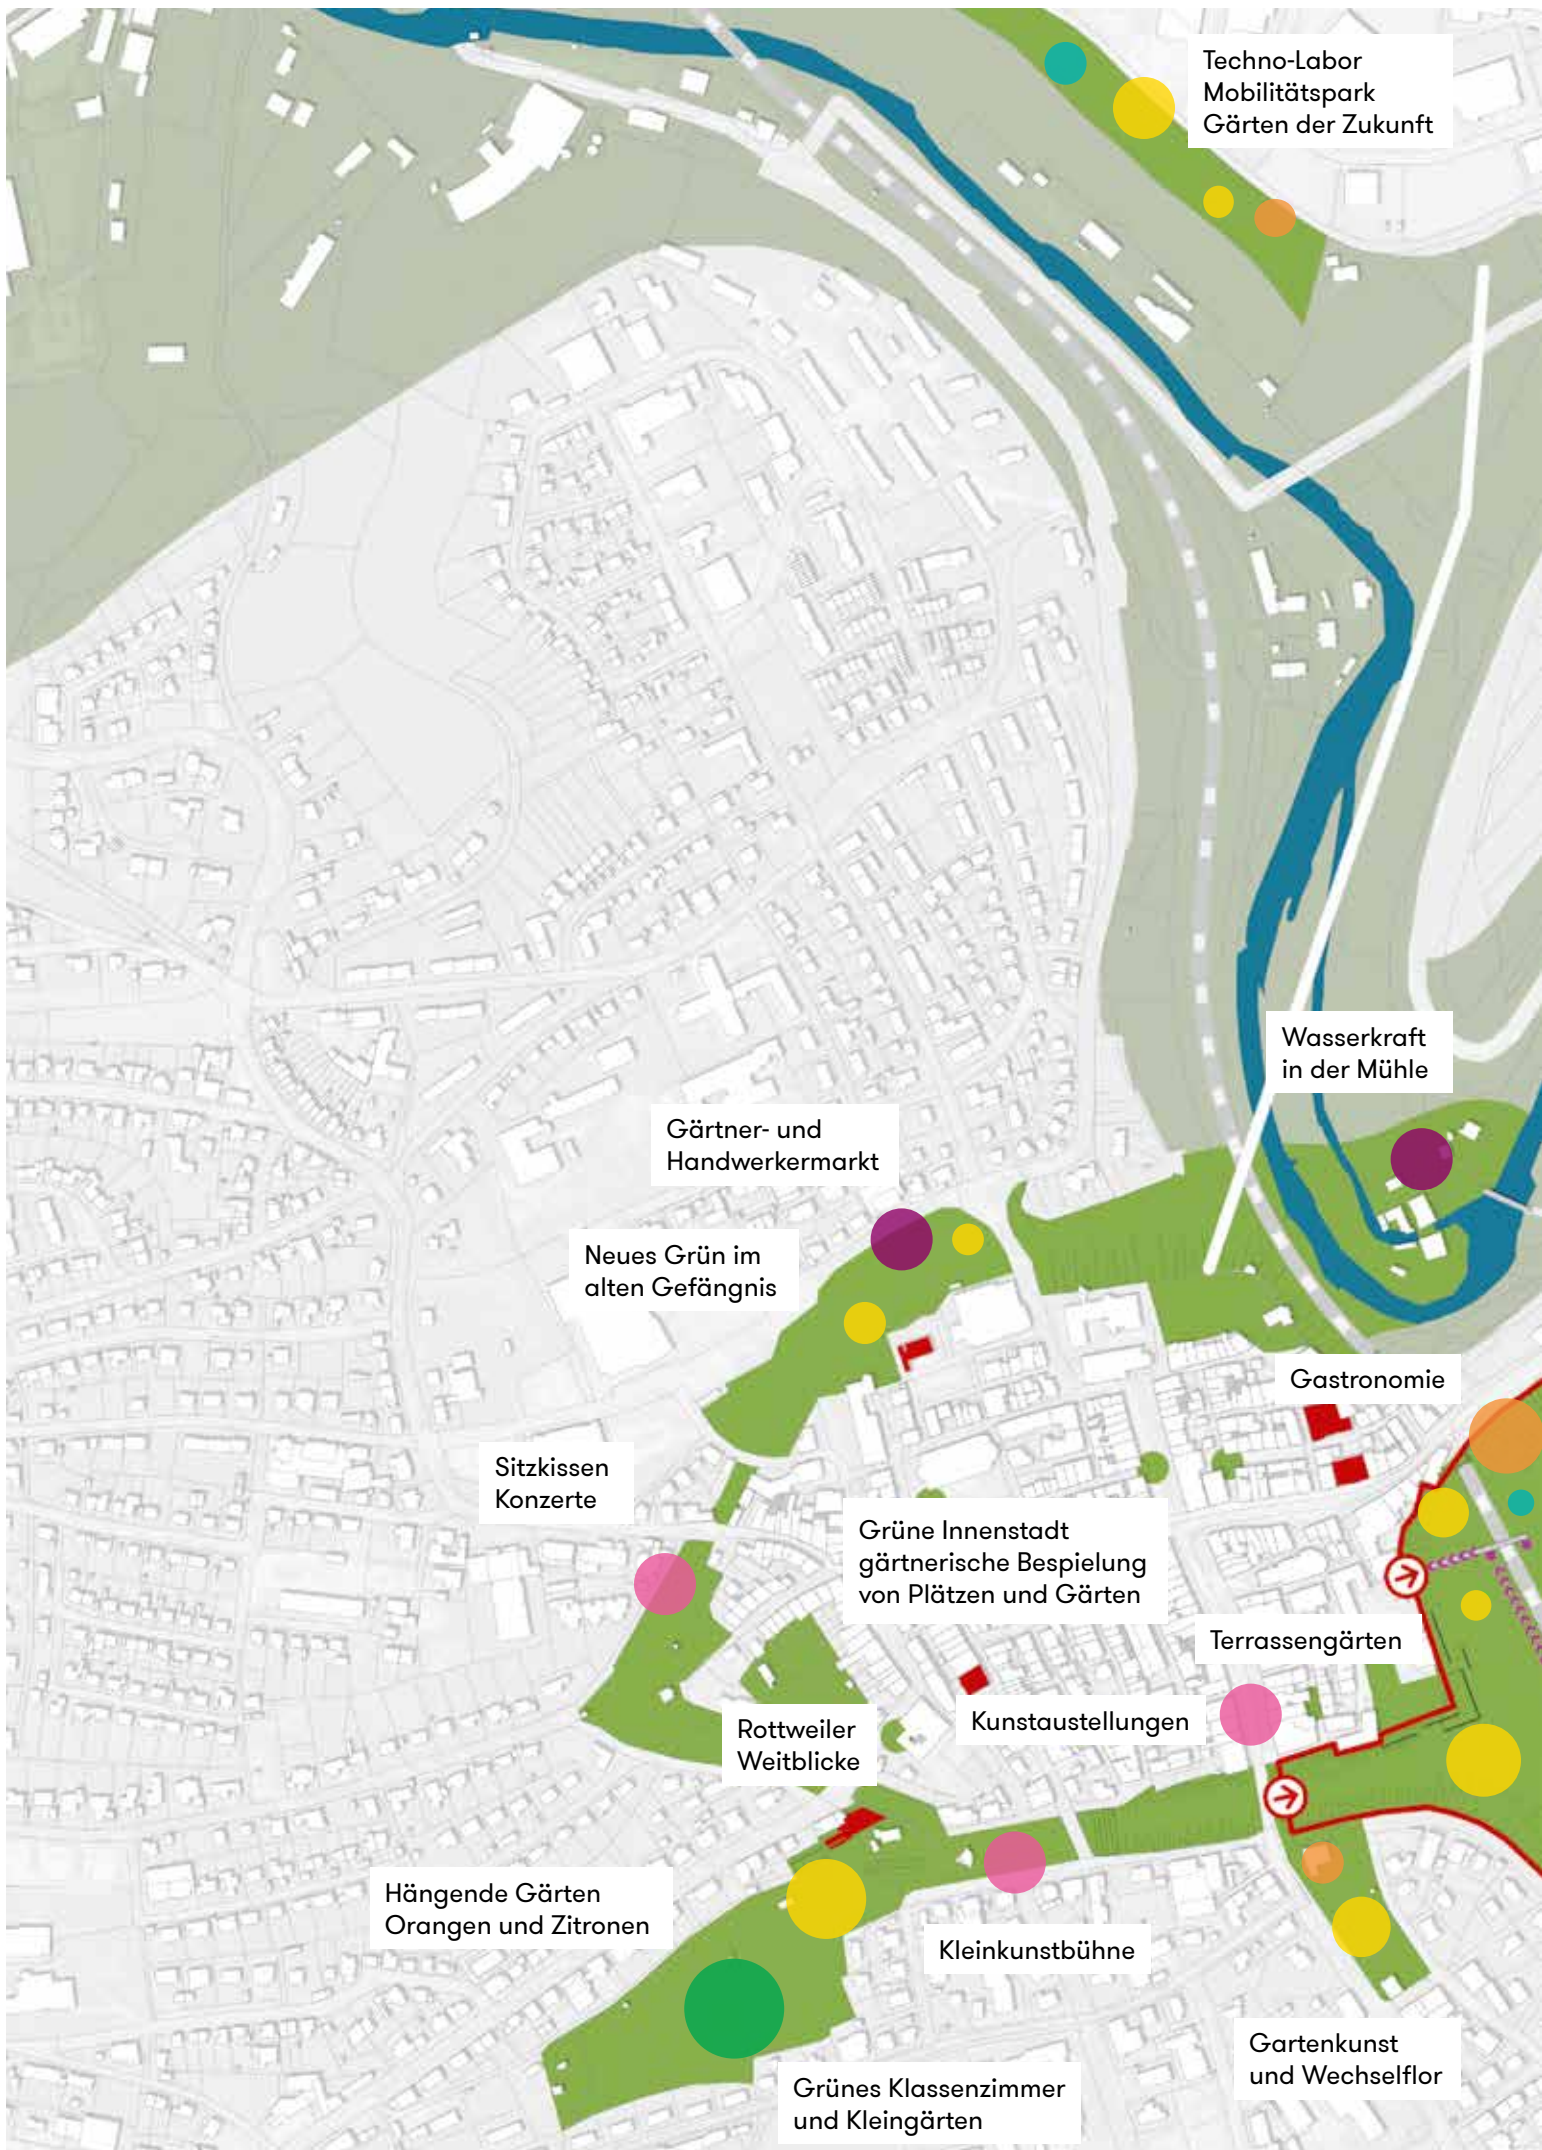 Techno-Labor
Mobilitätspark
Gärten der Zukunft
Wasserkraft
in der Mühle
Gärtner- und
Handwerkermarkt
Neues Grün im
alten Gefängnis
Gastronomie
Sitzkissen
Konzerte
Grüne Innenstadt
gärtnerische Bespielung
von Plätzen und Gärten
Terrassengärten
Kunstaustellungen
Rottweiler
Weitblicke
Hängende Gärten
Orangen und Zitronen
Kleinkunstbühne
Gartenkunst
und Wechselflor
Grünes Klassenzimmer
und Kleingärten